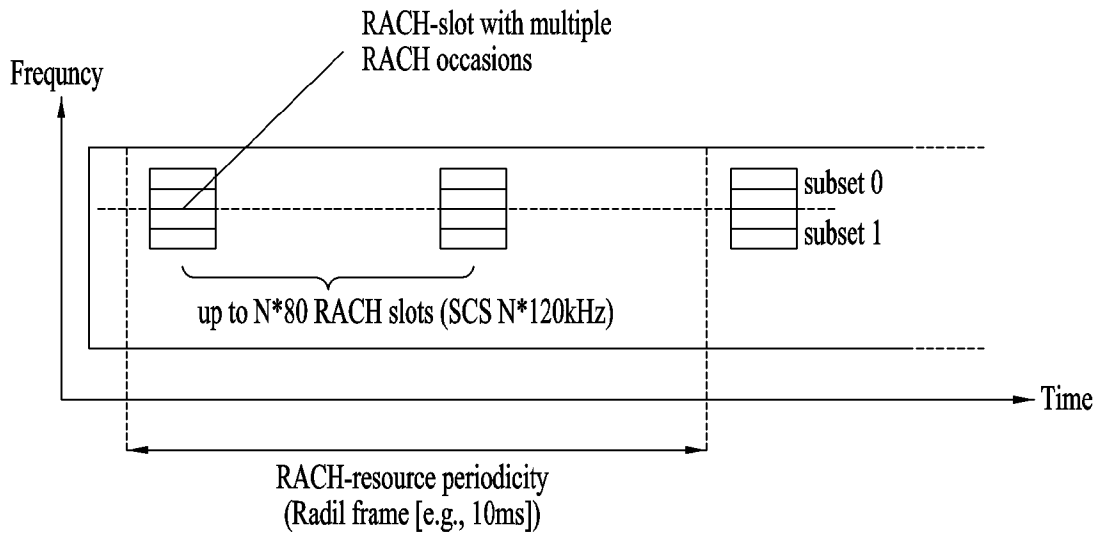 RACH-slot with multiple
RACH occasions
Frequncy
subset 0
subset 1
up to N*80 RACH slots (SCS N*120kHz)
Time
RACH-resource periodicity
(Radil frame [e.g., 10ms])